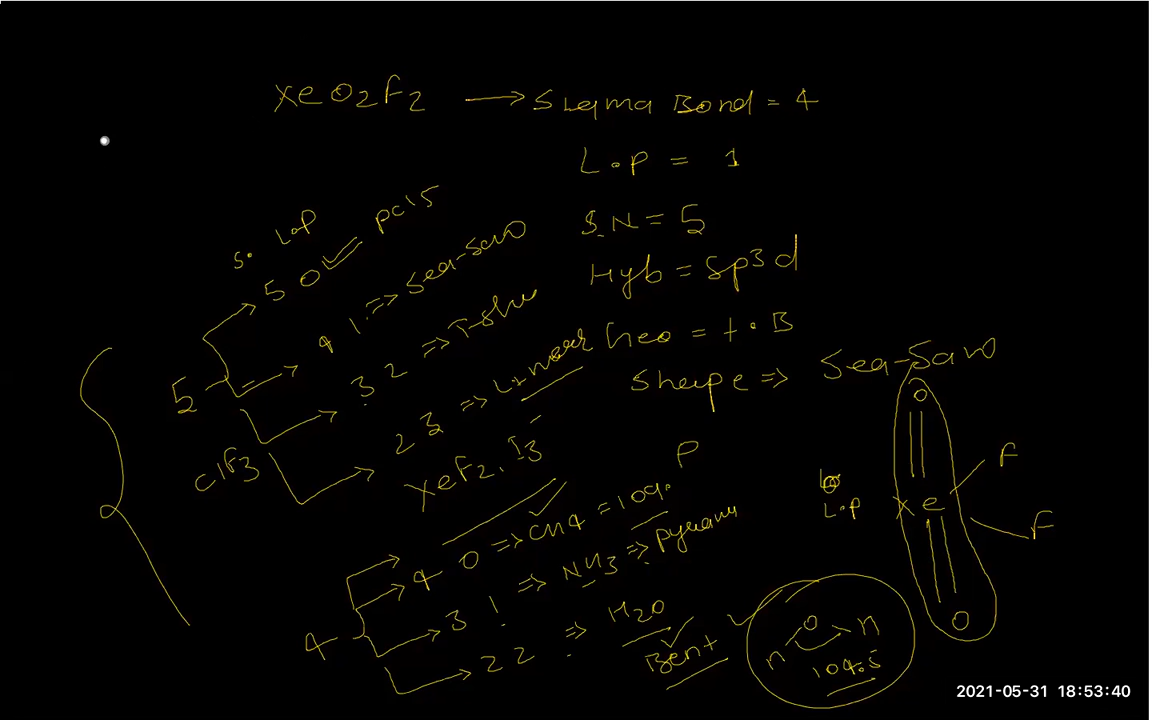 XeO2F2 → Sigma Bond = 4
L.P = 1
S.N = 5
Hyb = Sp3d
Geo = t.B
Shape ⇒ Sea-Saw
S. L.P
5 0 ✓ PCl5
4 1 ⇒ Sea-Saw
5 3 2 ⇒ T-Sha
2 3 ⇒ Linear
ClF3
XeF2, I3-
P
4 0 ⇒ CH4 = 109.
3 1 ⇒ NH3 ⇒ Pyrami
4 2 2 ⇒ H2O
Bent
O
H H
104.5
O
L.P Xe F
F
O
2021-05-31 18:53:40